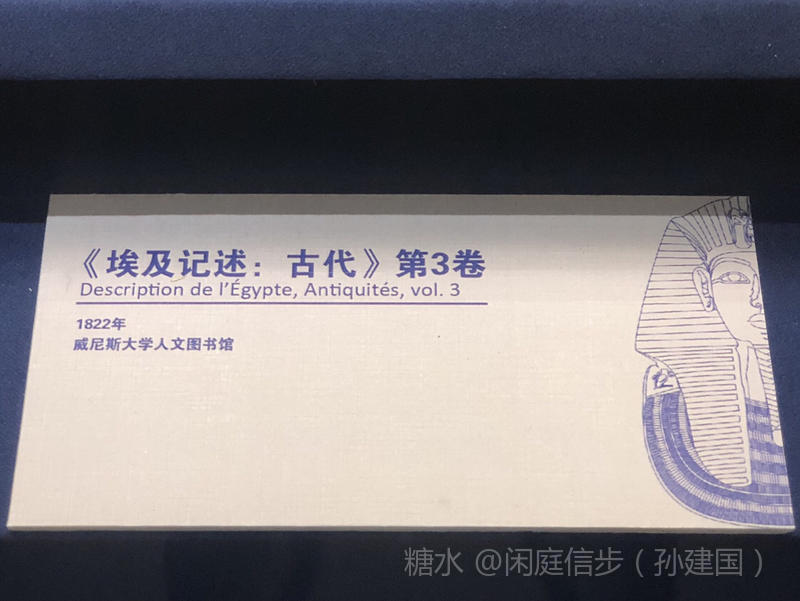 《埃及记述：古代》第3卷
Description de l'Égypte, Antiquités, vol. 3
1822年
威尼斯大学人文图书馆
糖水 @闲庭信步（孙建国）